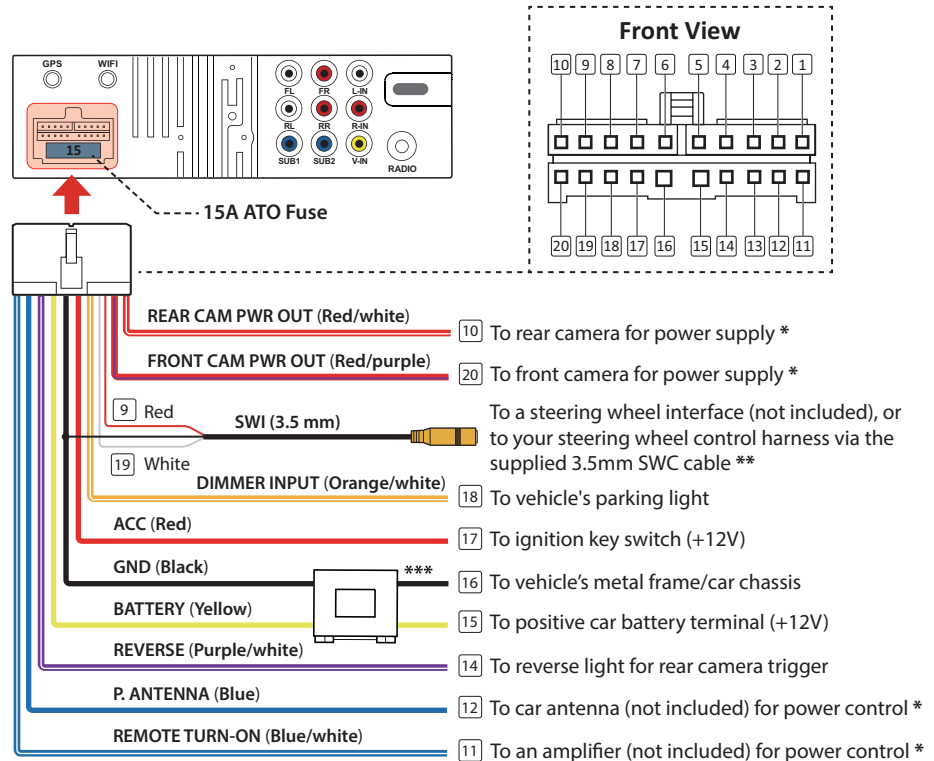 Front View
10 9 8 7 6 5 4 3 2 1
20 19 18 17 16 15 14 13 12 11
GPS WIFI
FL FR L-IN
RL RR R-IN
SUB1 SUB2 V-IN
RADIO
15
15A ATO Fuse
REAR CAM PWR OUT (Red/white)
10 To rear camera for power supply *
FRONT CAM PWR OUT (Red/purple)
20 To front camera for power supply *
9 Red
SWI (3.5 mm)
19 White
To a steering wheel interface (not included), or
to your steering wheel control harness via the
supplied 3.5mm SWC cable **
DIMMER INPUT (Orange/white)
18 To vehicle's parking light
ACC (Red)
17 To ignition key switch (+12V)
GND (Black)
***
16 To vehicle's metal frame/car chassis
BATTERY (Yellow)
15 To positive car battery terminal (+12V)
REVERSE (Purple/white)
14 To reverse light for rear camera trigger
P. ANTENNA (Blue)
12 To car antenna (not included) for power control *
REMOTE TURN-ON (Blue/white)
11 To an amplifier (not included) for power control *